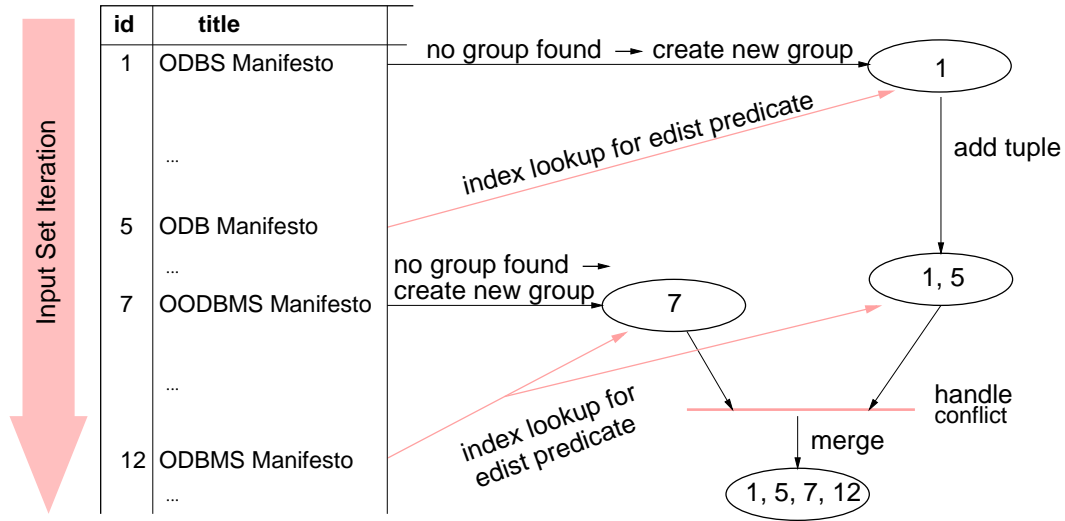 Input Set Iteration
id title
1 ODBS Manifesto
...
5 ODB Manifesto
...
7 OODBMS Manifesto
...
12 ODBMS Manifesto
...
no group found → create new group
1
index lookup for edist predicate
add tuple
no group found →
create new group
7
1, 5
index lookup for
edist predicate
handle
conflict
merge
1, 5, 7, 12